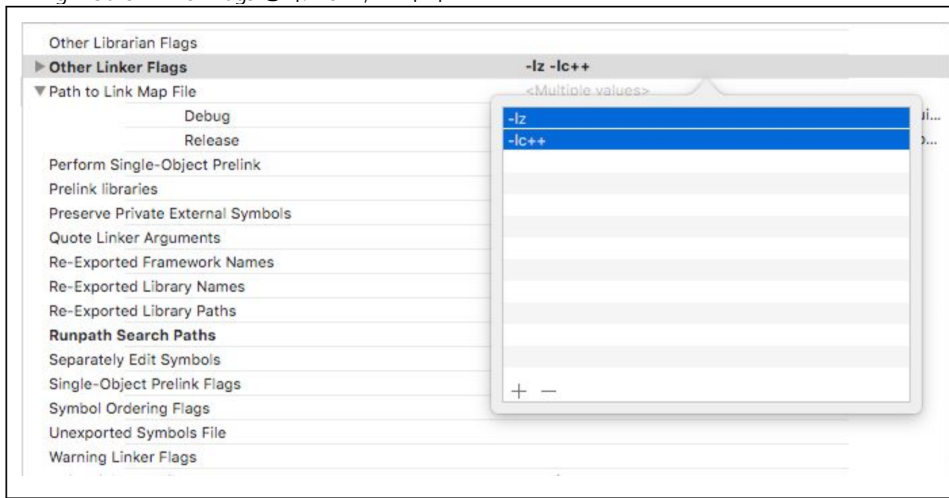 Other Librarian Flags
Other Linker Flags -lz -lc++
Path to Link Map File <Multiple values>
Debug
Release
-lz
-lc++
Perform Single-Object Prelink
Prelink libraries
Preserve Private External Symbols
Quote Linker Arguments
Re-Exported Framework Names
Re-Exported Library Names
Re-Exported Library Paths
Runpath Search Paths
Separately Edit Symbols
Single-Object Prelink Flags
+ −
Symbol Ordering Flags
Unexported Symbols File
Warning Linker Flags